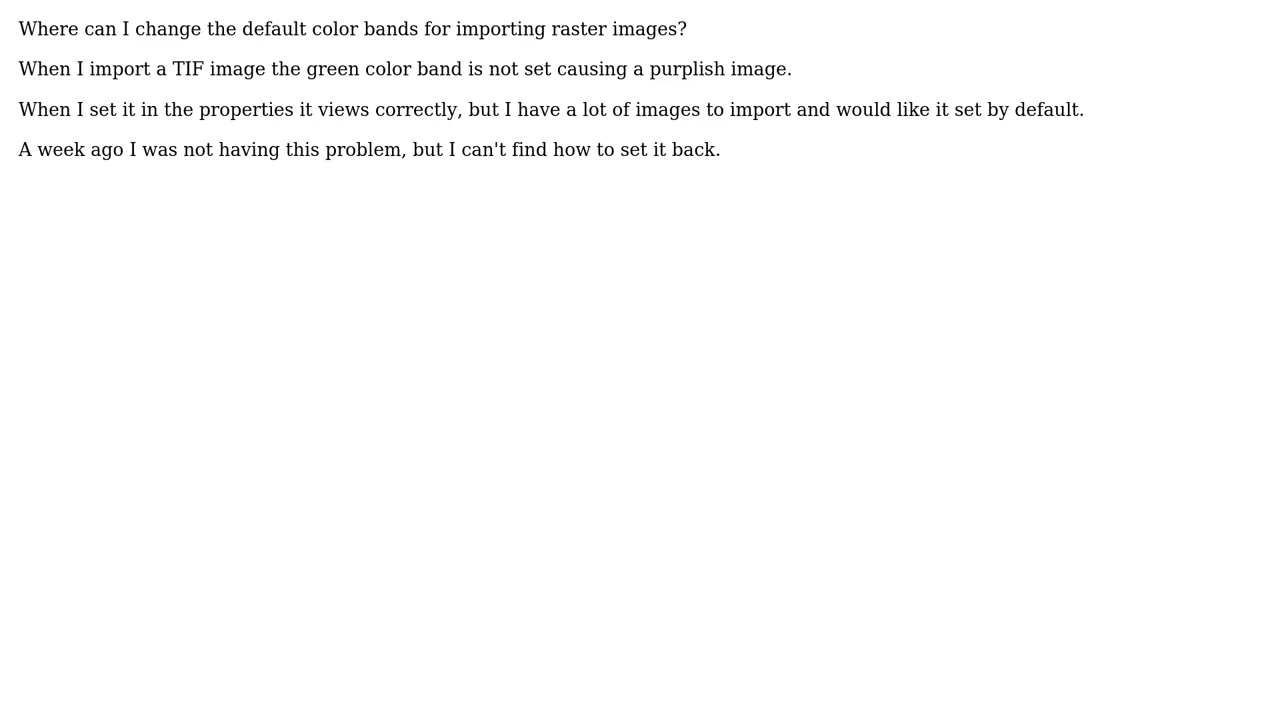 Where can I change the default color bands for importing raster images?
When I import a TIF image the green color band is not set causing a purplish image.
When I set it in the properties it views correctly, but I have a lot of images to import and would like it set by default.
A week ago I was not having this problem, but I can't find how to set it back.